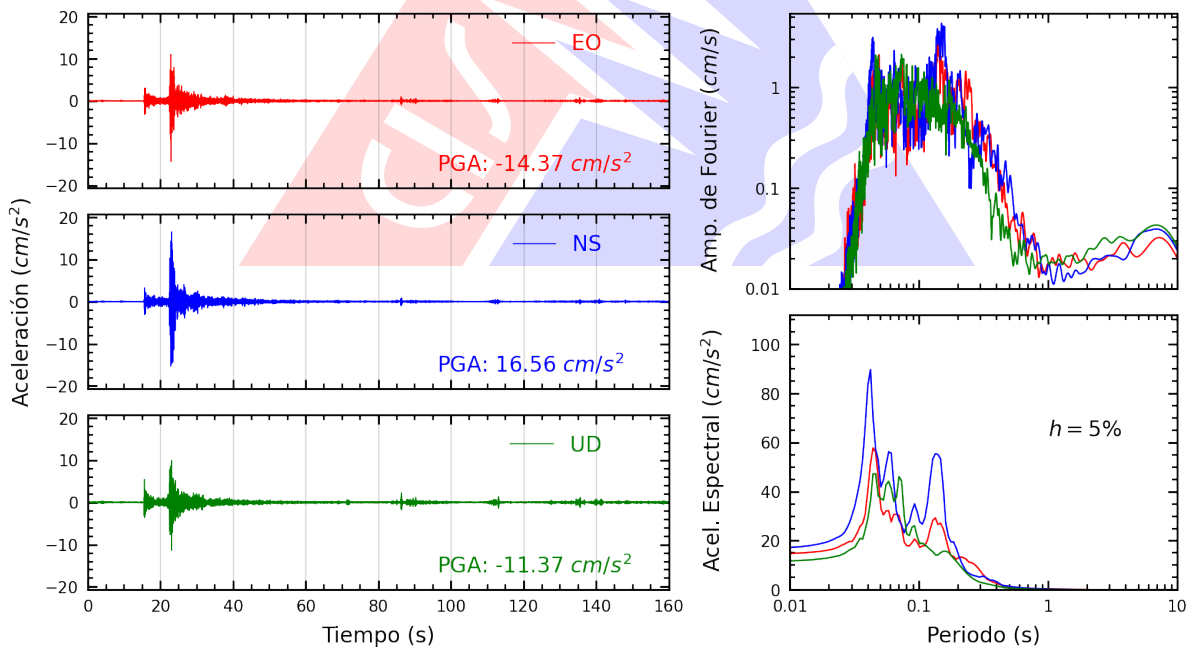 Aceleración (cm/s²)
20
10
0
−10
−20
EO
PGA: -14.37 cm/s²
20
10
0
−10
−20
NS
PGA: 16.56 cm/s²
20
10
0
−10
−20
UD
PGA: -11.37 cm/s²
0 20 40 60 80 100 120 140 160
Tiempo (s)
CIS
Amp. de Fourier (cm/s)
1
0.1
0.01
Acel. Espectral (cm/s²)
100
80
60
40
20
0
h = 5%
0.01 0.1 1 10
Periodo (s)